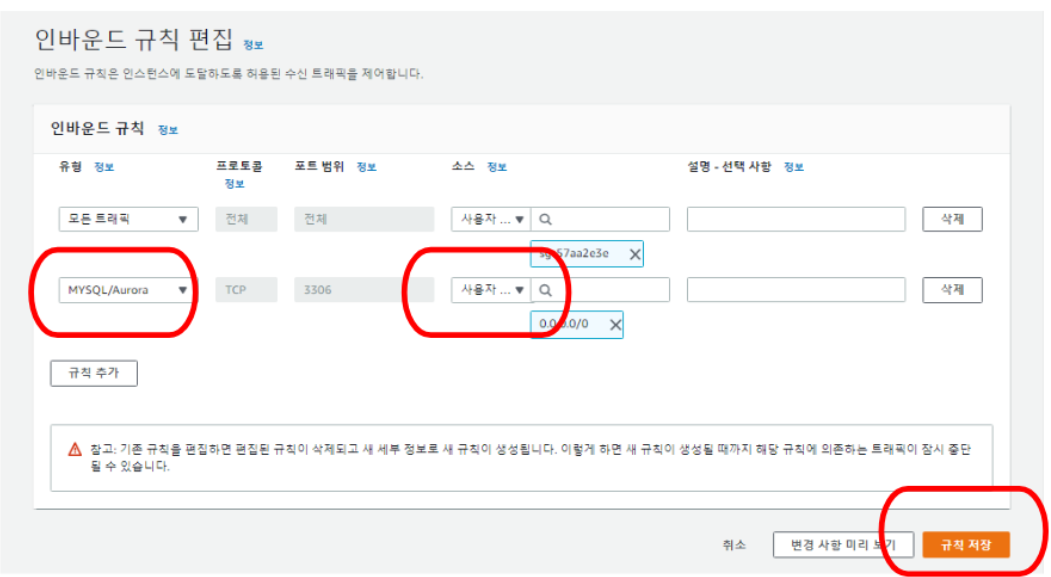 인바운드 규칙 편집 정보
인바운드 규칙은 인스턴스에 도달하도록 허용된 수신 트래픽을 제어합니다.
인바운드 규칙 정보
유형 정보
프로토콜 정보
포트 범위 정보
소스 정보
설명 - 선택 사항 정보
모든 트래픽
전체
전체
사용자 ...
삭제
sg-57aa2e3e
MYSQL/Aurora
TCP
3306
사용자 ...
삭제
0.0.0.0/0
규칙 추가
참고: 기존 규칙을 편집하면 편집된 규칙이 삭제되고 새 세부 정보로 새 규칙이 생성됩니다. 이렇게 하면 새 규칙이 생성될 때까지 해당 규칙에 의존하는 트래픽이 잠시 중단
될 수 있습니다.
취소
변경 사항 미리 보기
규칙 저장